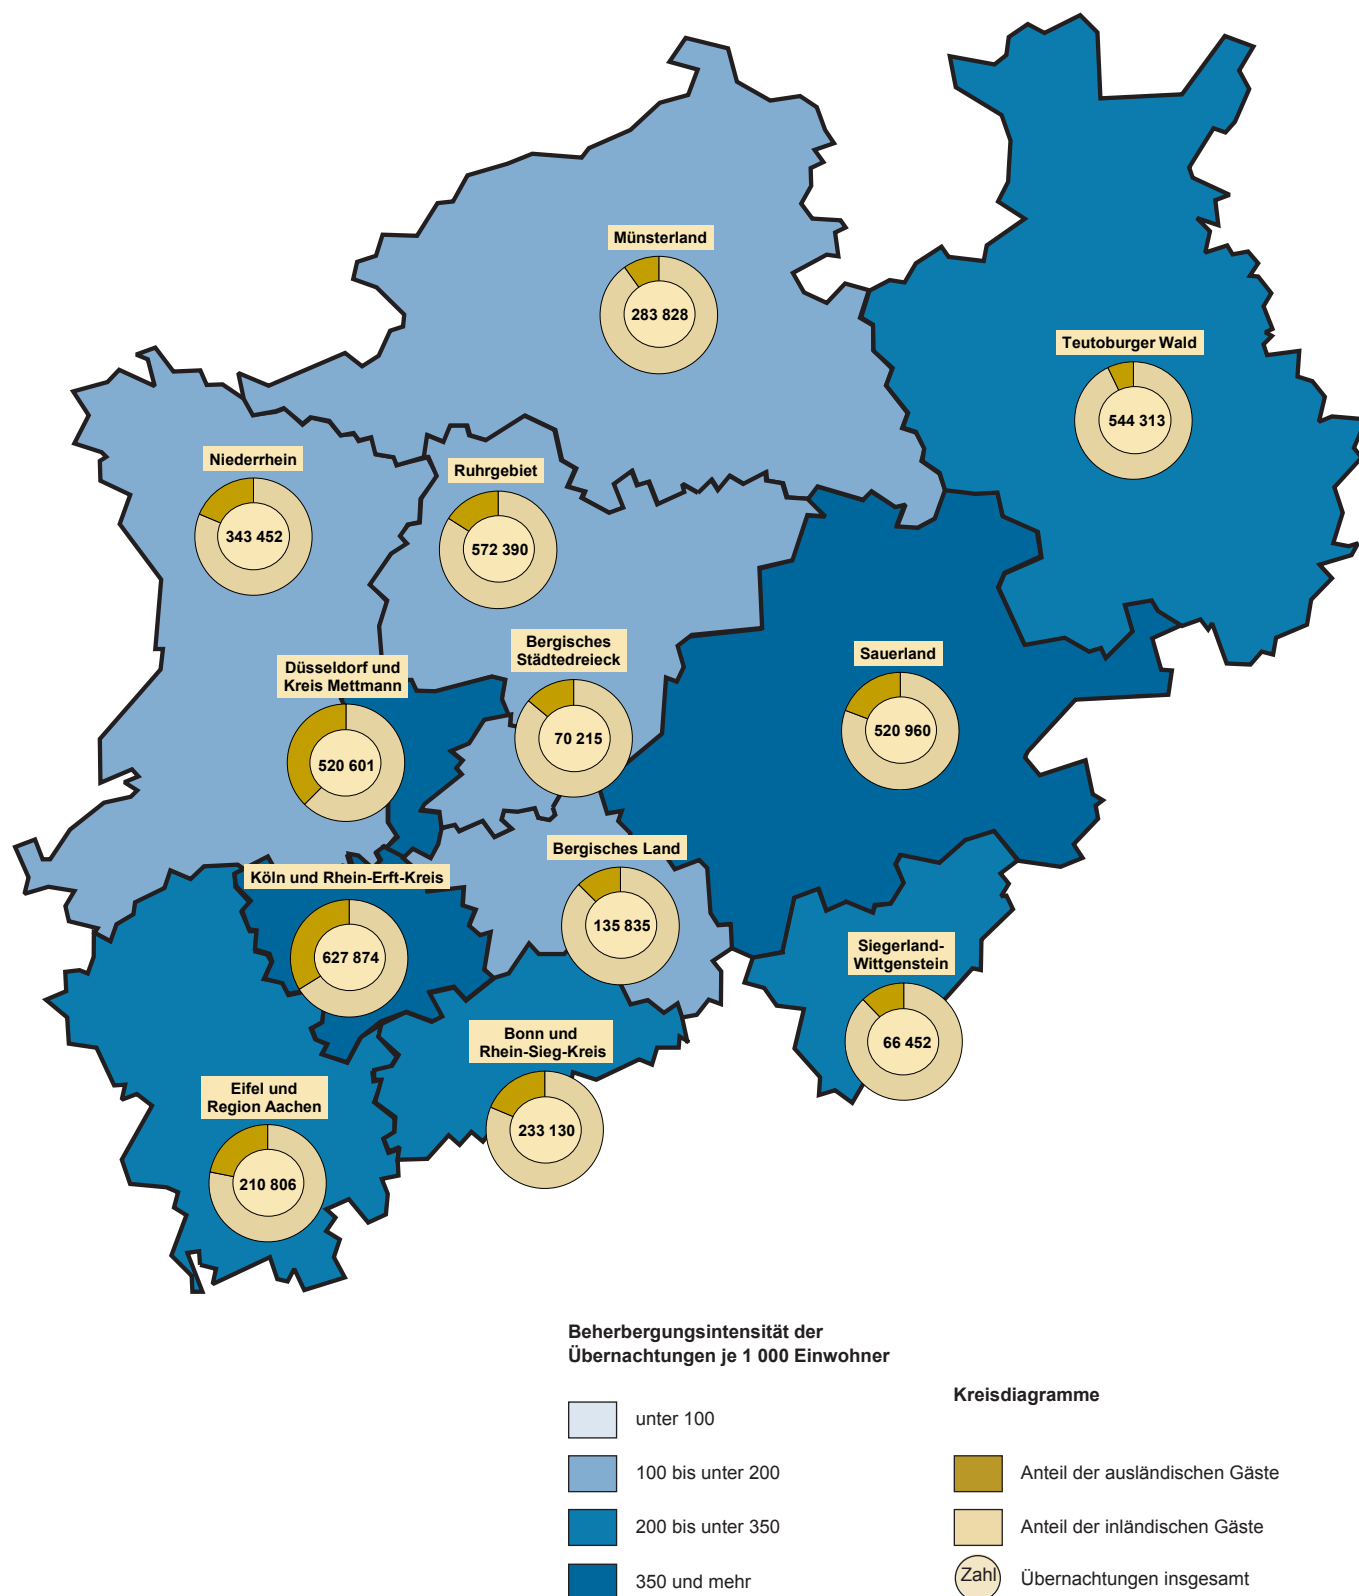 Münsterland
283 828
Teutoburger Wald
544 313
Niederrhein
343 452
Ruhrgebiet
572 390
Bergisches
Städtedreieck
70 215
Düsseldorf und
Kreis Mettmann
520 601
Sauerland
520 960
Bergisches Land
135 835
Köln und Rhein-Erft-Kreis
627 874
Siegerland-
Wittgenstein
66 452
Bonn und
Rhein-Sieg-Kreis
233 130
Eifel und
Region Aachen
210 806
Beherbergungsintensität der
Übernachtungen je 1 000 Einwohner
unter 100
100 bis unter 200
200 bis unter 350
350 und mehr
Kreisdiagramme
Anteil der ausländischen Gäste
Anteil der inländischen Gäste
Zahl Übernachtungen insgesamt